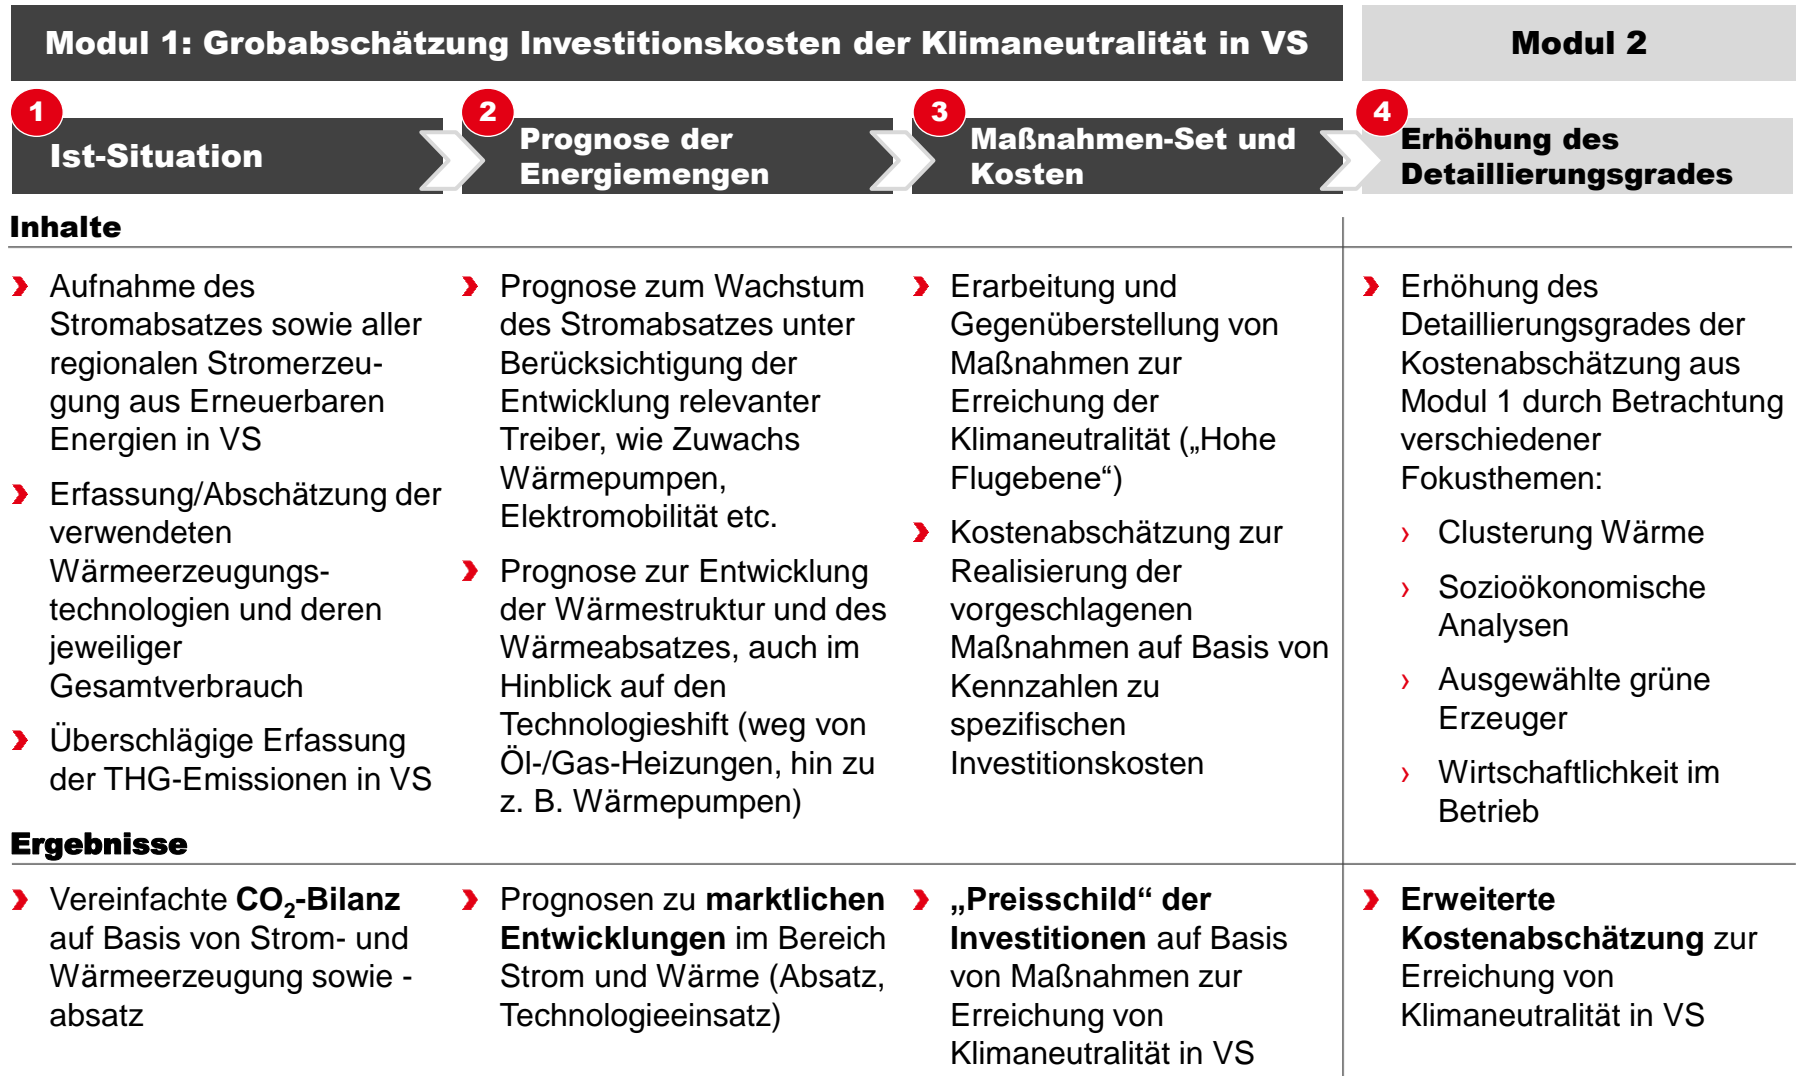 Modul 1: Grobabschätzung Investitionskosten der Klimaneutralität in VS
Modul 2
1
Ist-Situation
2
Prognose der
Energiemengen
3
Maßnahmen-Set und
Kosten
4
Erhöhung des
Detaillierungsgrades
Inhalte
Aufnahme des
Stromabsatzes sowie aller
regionalen Stromerzeu-
gung aus Erneuerbaren
Energien in VS
Erfassung/Abschätzung der
verwendeten
Wärmeerzeugungs-
technologien und deren
jeweiliger
Gesamtverbrauch
Überschlägige Erfassung
der THG-Emissionen in VS
Prognose zum Wachstum
des Stromabsatzes unter
Berücksichtigung der
Entwicklung relevanter
Treiber, wie Zuwachs
Wärmepumpen,
Elektromobilität etc.
Prognose zur Entwicklung
der Wärmestruktur und des
Wärmeabsatzes, auch im
Hinblick auf den
Technologieshift (weg von
Öl-/Gas-Heizungen, hin zu
z. B. Wärmepumpen)
Erarbeitung und
Gegenüberstellung von
Maßnahmen zur
Erreichung der
Klimaneutralität („Hohe
Flugebene“)
Kostenabschätzung zur
Realisierung der
vorgeschlagenen
Maßnahmen auf Basis von
Kennzahlen zu
spezifischen
Investitionskosten
Erhöhung des
Detaillierungsgrades der
Kostenabschätzung aus
Modul 1 durch Betrachtung
verschiedener
Fokusthemen:
› Clusterung Wärme
› Sozioökonomische
Analysen
› Ausgewählte grüne
Erzeuger
› Wirtschaftlichkeit im
Betrieb
Ergebnisse
Vereinfachte CO₂-Bilanz
auf Basis von Strom- und
Wärmeerzeugung sowie -
absatz
Prognosen zu marktlichen
Entwicklungen im Bereich
Strom und Wärme (Absatz,
Technologieeinsatz)
„Preisschild“ der
Investitionen auf Basis
von Maßnahmen zur
Erreichung von
Klimaneutralität in VS
Erweiterte
Kostenabschätzung zur
Erreichung von
Klimaneutralität in VS